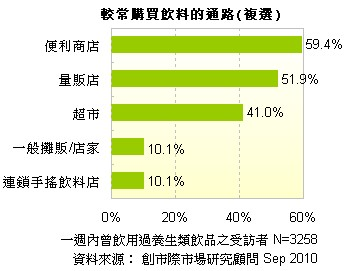 較常購買飲料的通路(複選)
便利商店 59.4%
量販店 51.9%
超市 41.0%
一般攤販/店家 10.1%
連鎖手搖飲料店 10.1%
0% 20% 40% 60%
一週內曾飲用過養生類飲品之受訪者 N=3258
資料來源： 創市際市場研究顧問 Sep 2010